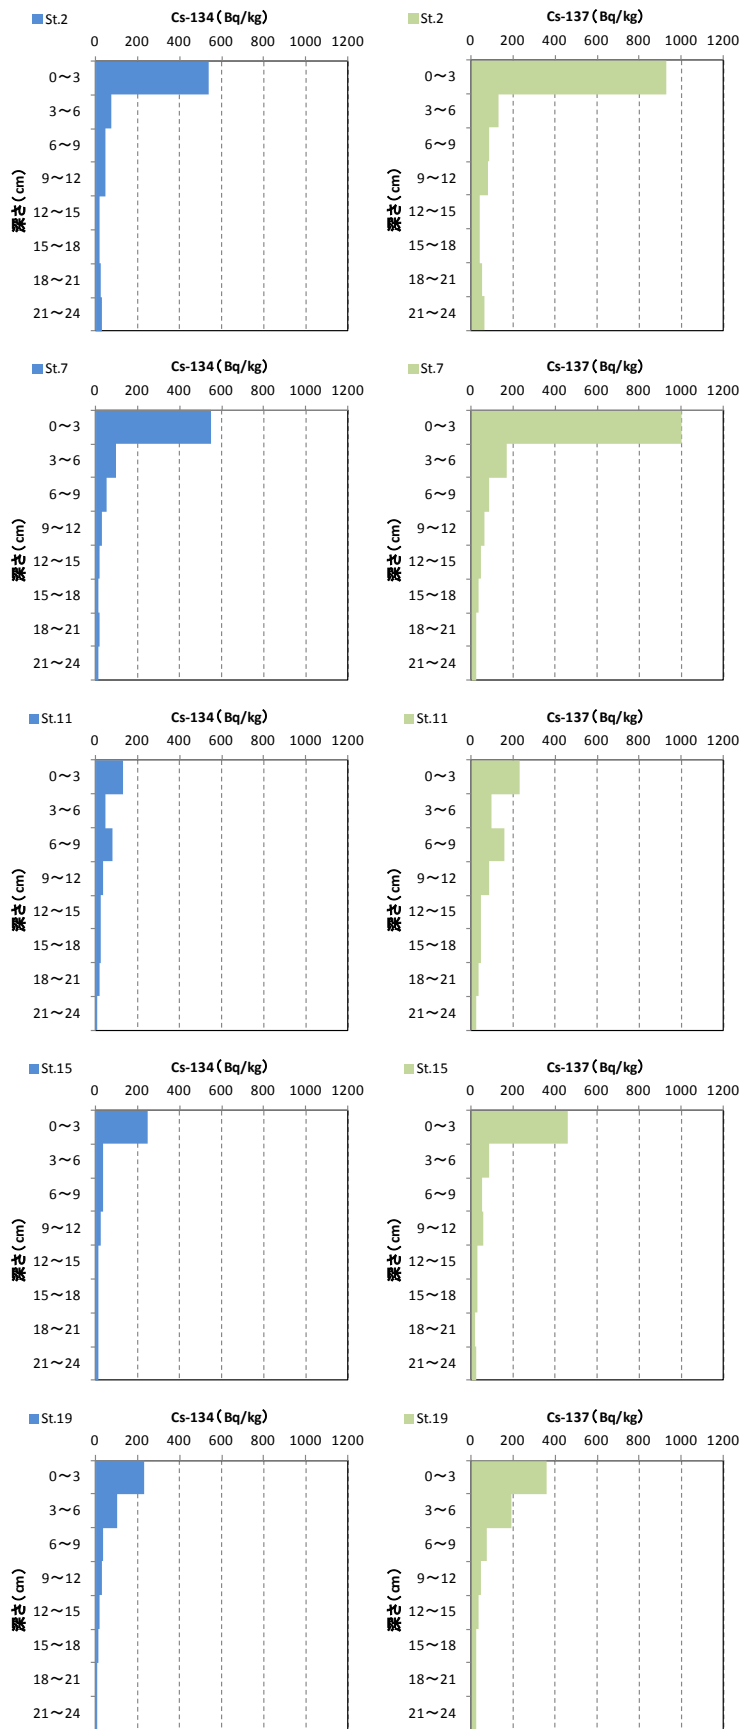 St.2 Cs-134(Bq/kg)
0 200 400 600 800 1000 1200
深さ(cm)
0～3
3～6
6～9
9～12
12～15
15～18
18～21
21～24
St.2 Cs-137(Bq/kg)
0 200 400 600 800 1000 1200
深さ(cm)
0～3
3～6
6～9
9～12
12～15
15～18
18～21
21～24
St.7 Cs-134(Bq/kg)
0 200 400 600 800 1000 1200
深さ(cm)
0～3
3～6
6～9
9～12
12～15
15～18
18～21
21～24
St.7 Cs-137(Bq/kg)
0 200 400 600 800 1000 1200
深さ(cm)
0～3
3～6
6～9
9～12
12～15
15～18
18～21
21～24
St.11 Cs-134(Bq/kg)
0 200 400 600 800 1000 1200
深さ(cm)
0～3
3～6
6～9
9～12
12～15
15～18
18～21
21～24
St.11 Cs-137(Bq/kg)
0 200 400 600 800 1000 1200
深さ(cm)
0～3
3～6
6～9
9～12
12～15
15～18
18～21
21～24
St.15 Cs-134(Bq/kg)
0 200 400 600 800 1000 1200
深さ(cm)
0～3
3～6
6～9
9～12
12～15
15～18
18～21
21～24
St.15 Cs-137(Bq/kg)
0 200 400 600 800 1000 1200
深さ(cm)
0～3
3～6
6～9
9～12
12～15
15～18
18～21
21～24
St.19 Cs-134(Bq/kg)
0 200 400 600 800 1000 1200
深さ(cm)
0～3
3～6
6～9
9～12
12～15
15～18
18～21
21～24
St.19 Cs-137(Bq/kg)
0 200 400 600 800 1000 1200
深さ(cm)
0～3
3～6
6～9
9～12
12～15
15～18
18～21
21～24